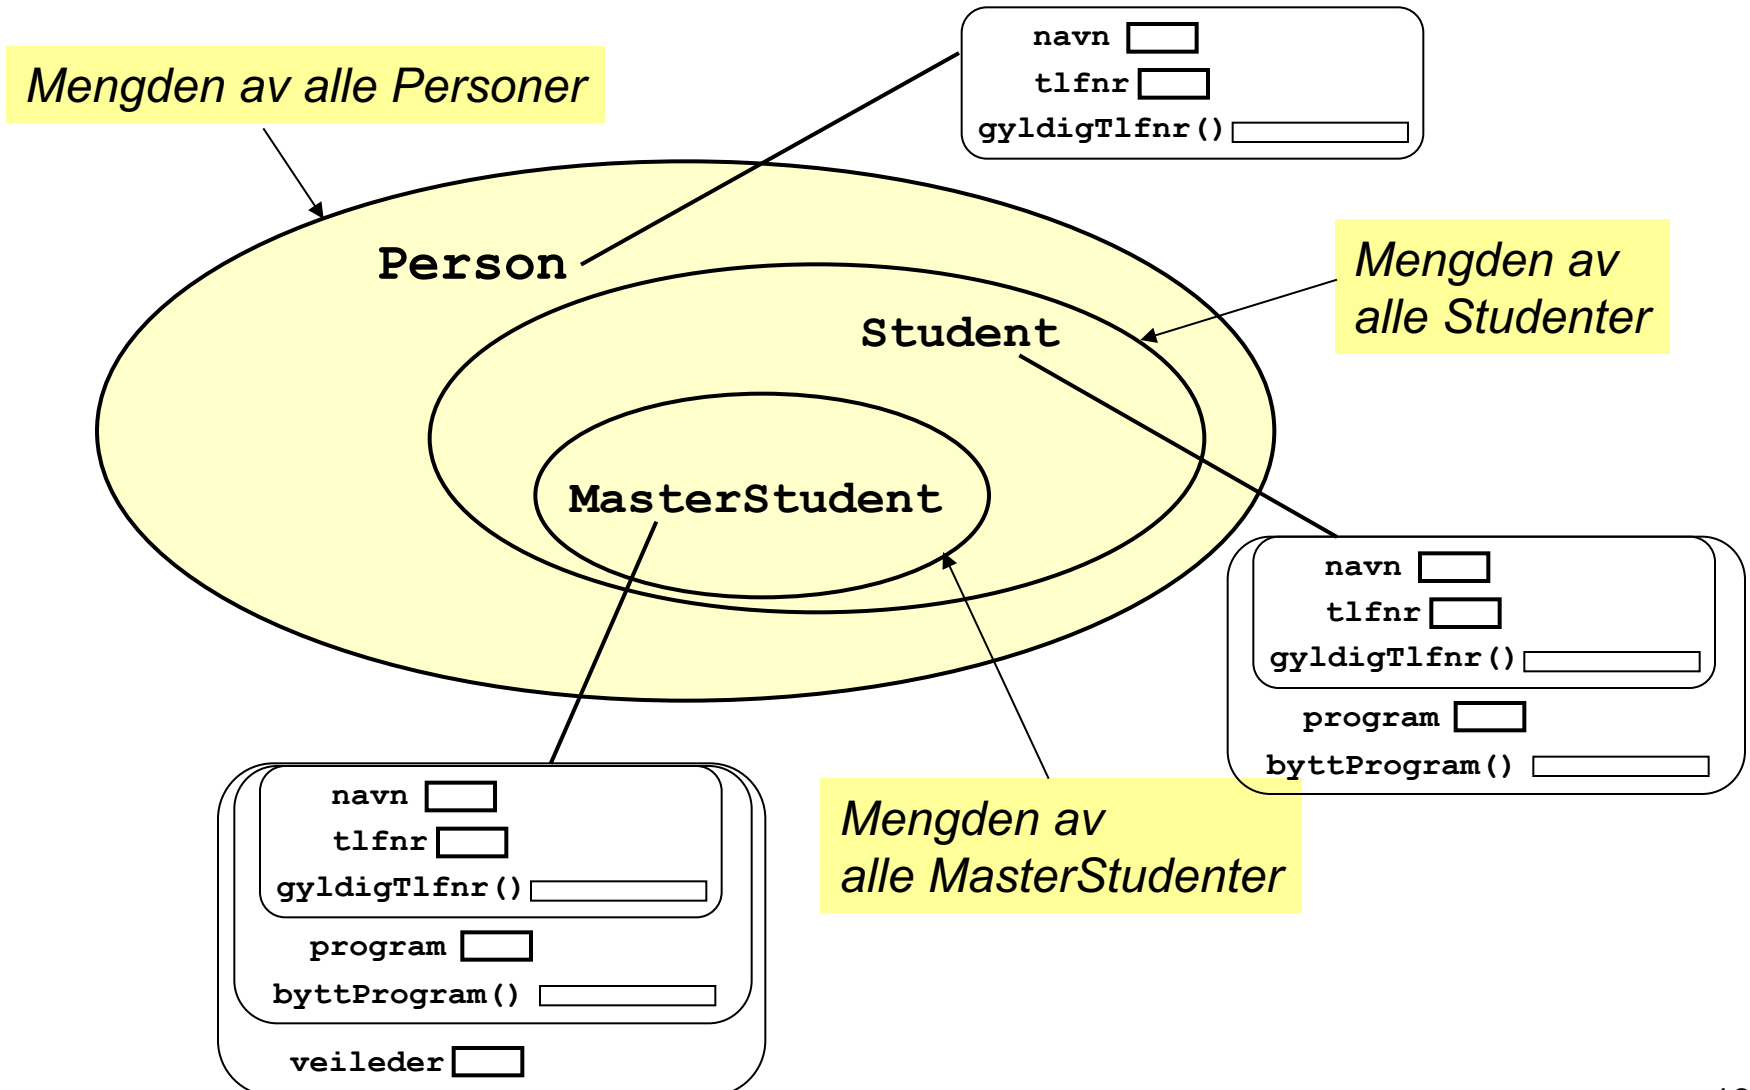 navn
tlfnr
gyldigTlfnr()
Mengden av alle Personer
Person
Mengden av
alle Studenter
Student
MasterStudent
navn
tlfnr
gyldigTlfnr()
program
byttProgram()
navn
tlfnr
gyldigTlfnr()
program
byttProgram()
veileder
Mengden av
alle MasterStudenter